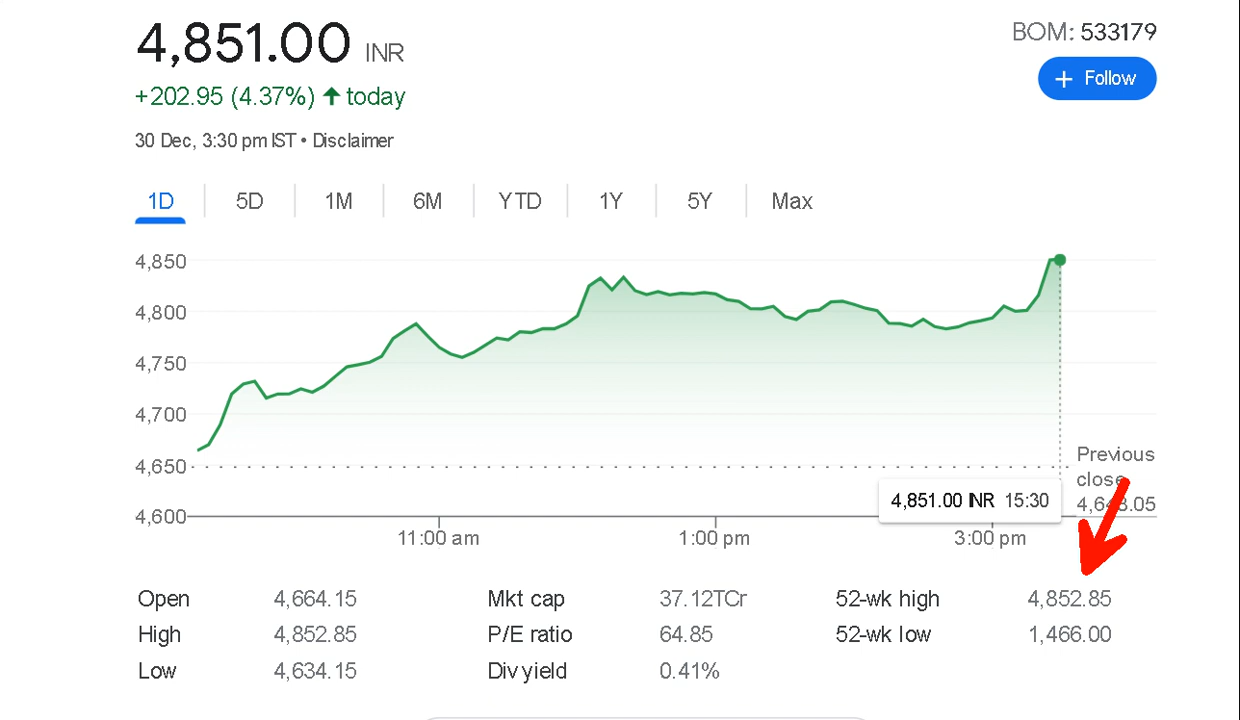 4,851.00 INR
BOM: 533179
+ Follow
+202.95 (4.37%) ↑ today
30 Dec, 3:30 pm IST • Disclaimer
1D 5D 1M 6M YTD 1Y 5Y Max
4,850
4,800
4,750
4,700
4,650
4,600
Previous
close
4,648.05
4,851.00 INR 15:30
11:00 am 1:00 pm 3:00 pm
Open 4,664.15 Mkt cap 37.12TCr 52-wk high 4,852.85
High 4,852.85 P/E ratio 64.85 52-wk low 1,466.00
Low 4,634.15 Div yield 0.41%